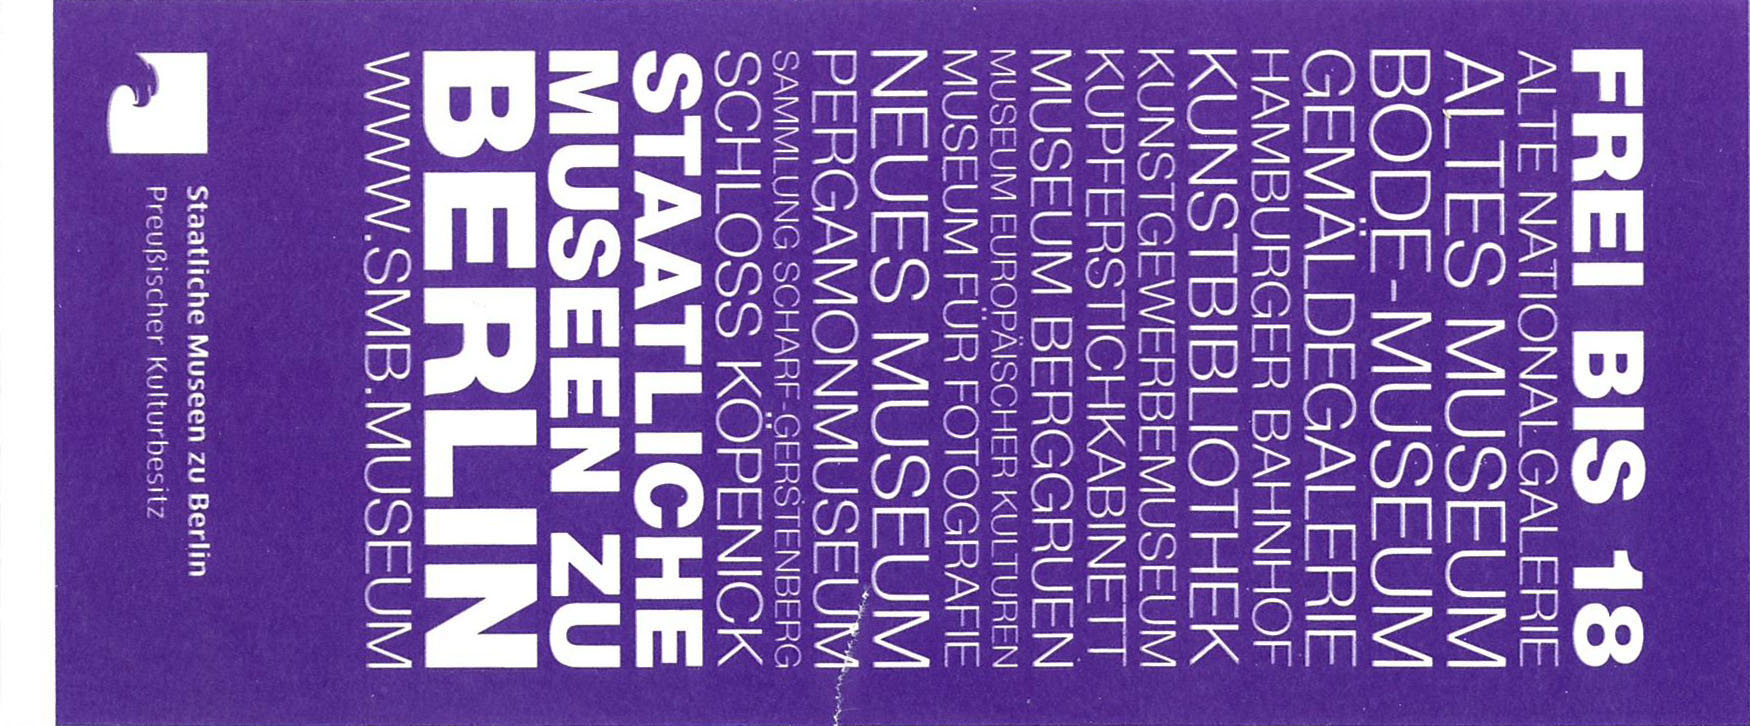 FREI BIS 18
ALTE NATIONALGALERIE
ALTES MUSEUM
BODE-MUSEUM
GEMÄLDEGALERIE
HAMBURGER BAHNHOF
KUNSTBIBLIOTHEK
KUNSTGEWERBEMUSEUM
KUPFERSTICHKABINETT
MUSEUM BERGGRUEN
MUSEUM EUROPÄISCHER KULTUREN
MUSEUM FÜR FOTOGRAFIE
NEUES MUSEUM
PERGAMONMUSEUM
SAMMLUNG SCHARF-GERSTENBERG
SCHLOSS KÖPENICK
STAATLICHE
MUSEEN ZU
BERLIN
WWW.SMB.MUSEUM
Staatliche Museen zu Berlin
Preußischer Kulturbesitz